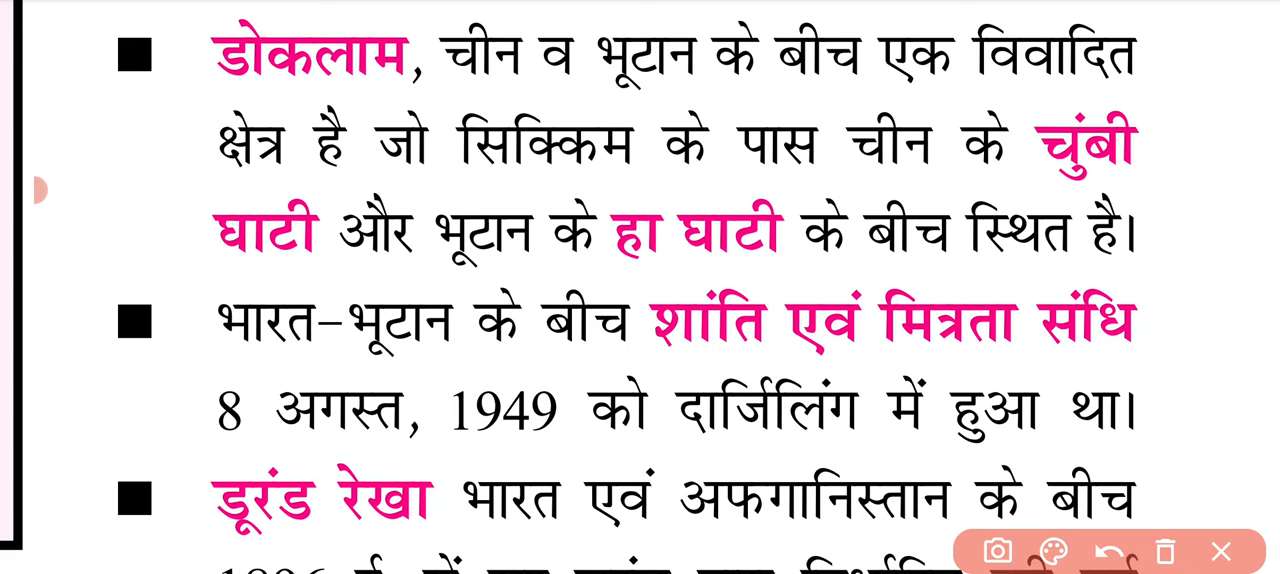 ■ डोकलाम, चीन व भूटान के बीच एक विवादित
क्षेत्र है जो सिक्किम के पास चीन के चुंबी
घाटी और भूटान के हा घाटी के बीच स्थित है।
■ भारत-भूटान के बीच शांति एवं मित्रता संधि
8 अगस्त, 1949 को दार्जिलिंग में हुआ था।
■ डूरंड रेखा भारत एवं अफगानिस्तान के बीच